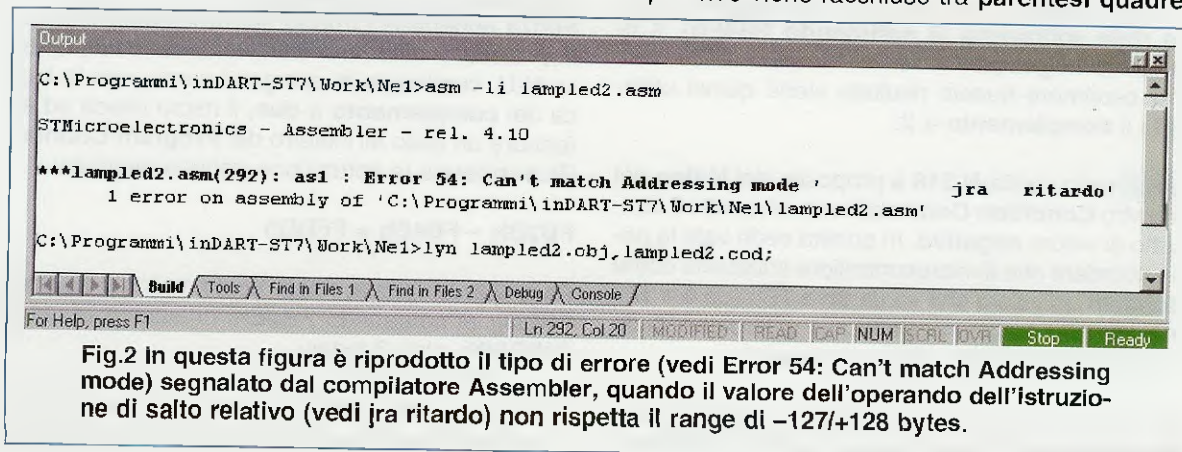 parentesi quadre
Output
C:\Programmi\inDART-ST7\Work\Ne1>asm -li lampled2.asm
STMicroelectronics - Assembler - rel. 4.10
***lampled2.asm(292): as1 : Error 54: Can't match Addressing mode ' jra ritardo'
1 error on assembly of 'C:\Programmi\inDART-ST7\Work\Ne1\lampled2.asm'
C:\Programmi\inDART-ST7\Work\Ne1>lyn lampled2.obj,lampled2.cod;
Build Tools Find in Files 1 Find in Files 2 Debug Console
For Help, press F1 Ln 292, Col 20 MODIFIED READ CAP NUM SCRL OVR Stop Ready
Fig.2 In questa figura è riprodotto il tipo di errore (vedi Error 54: Can't match Addressing
mode) segnalato dal compilatore Assembler, quando il valore dell'operando dell'istruzio-
ne di salto relativo (vedi jra ritardo) non rispetta il range di –127/+128 bytes.